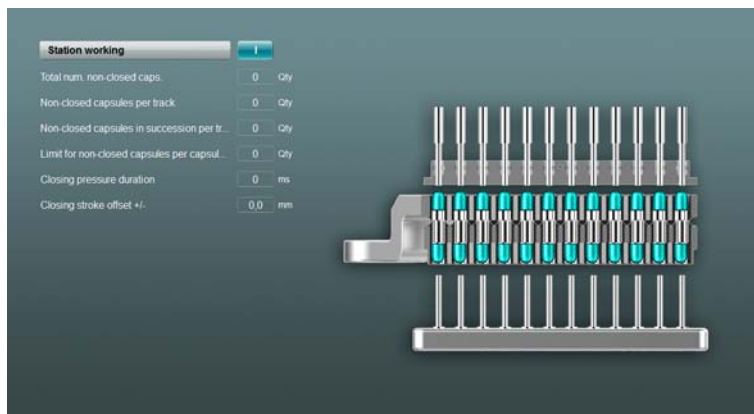 Station working I
Total num. non-closed caps. 0 Qty
Non-closed capsules per track 0 Qty
Non-closed capsules in succession per tr... 0 Qty
Limit for non-closed capsules per capsul... 0 Qty
Closing pressure duration 0 ms
Closing stroke offset +/- 0,0 mm